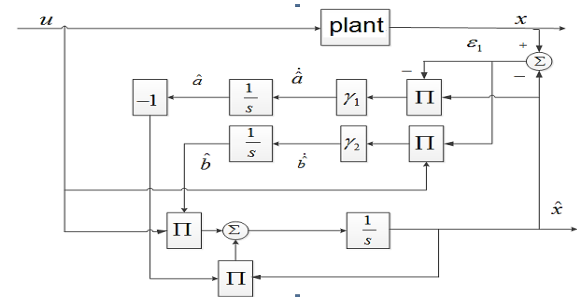 u plant x
ε₁ +
Σ
− −
â â̇
−1 1/s γ₁ Π
1/s γ₂ Π
b̂ b̂̇
x̂
Π Σ 1/s
Π